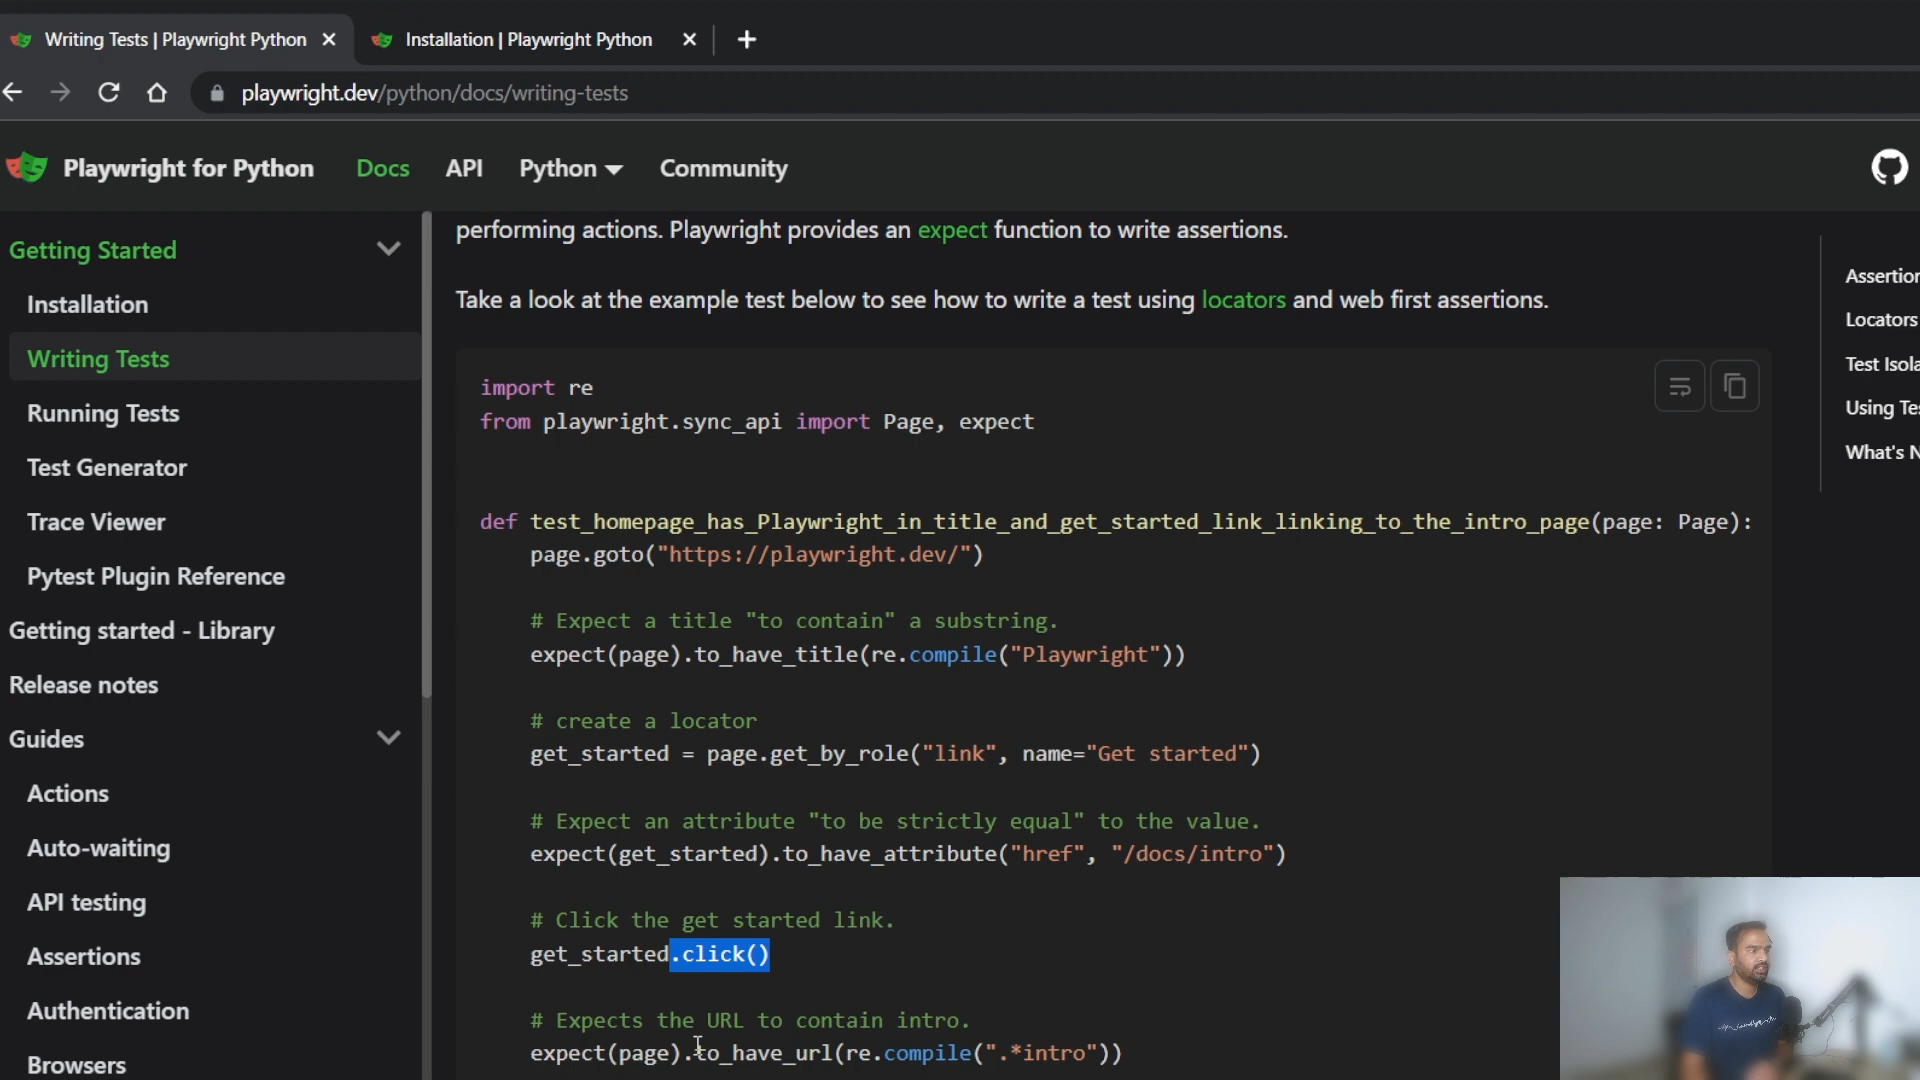 Writing Tests | Playwright Python
Installation | Playwright Python
playwright.dev/python/docs/writing-tests
Playwright for Python
Docs
API
Python
Community
Getting Started
Installation
Writing Tests
Running Tests
Test Generator
Trace Viewer
Pytest Plugin Reference
Getting started - Library
Release notes
Guides
Actions
Auto-waiting
API testing
Assertions
Authentication
Browsers
performing actions. Playwright provides an expect function to write assertions.
Take a look at the example test below to see how to write a test using locators and web first assertions.
import re
from playwright.sync_api import Page, expect
def test_homepage_has_Playwright_in_title_and_get_started_link_linking_to_the_intro_page(page: Page):
page.goto("https://playwright.dev/")
# Expect a title "to contain" a substring.
expect(page).to_have_title(re.compile("Playwright"))
# create a locator
get_started = page.get_by_role("link", name="Get started")
# Expect an attribute "to be strictly equal" to the value.
expect(get_started).to_have_attribute("href", "/docs/intro")
# Click the get started link.
get_started.click()
# Expects the URL to contain intro.
expect(page).to_have_url(re.compile(".*intro"))
Assertion
Locators
Test Isola
Using Tes
What's N